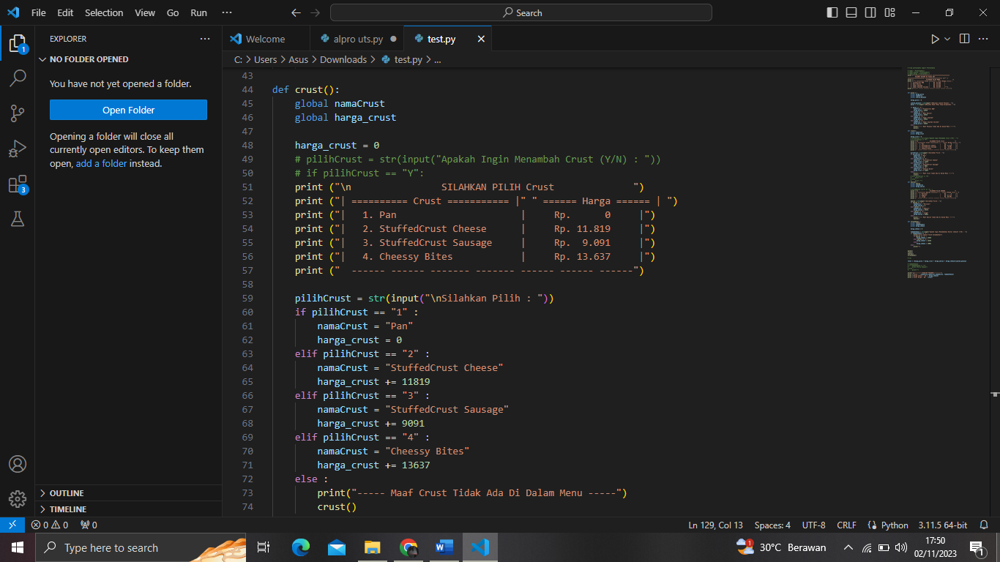 File Edit Selection View Go Run ··· Search
EXPLORER ···
NO FOLDER OPENED
You have not yet opened a folder.
Open Folder
Opening a folder will close all
currently open editors. To keep them
open, add a folder instead.
OUTLINE
TIMELINE
1
3
Welcome alpro uts.py ● test.py
C: > Users > Asus > Downloads > test.py > ...
43
44 def crust():
45 global namaCrust
46 global harga_crust
47
48 harga_crust = 0
49 # pilihCrust = str(input("Apakah Ingin Menambah Crust (Y/N) : "))
50 # if pilihCrust == "Y":
51 print ("\n                SILAHKAN PILIH Crust              ")
52 print ("| ========== Crust =========== |" " ====== Harga ====== | ")
53 print ("|   1. Pan                      |     Rp.      0     |")
54 print ("|   2. StuffedCrust Cheese      |     Rp. 11.819     |")
55 print ("|   3. StuffedCrust Sausage     |     Rp.  9.091     |")
56 print ("|   4. Cheessy Bites            |     Rp. 13.637     |")
57 print ("  ------ ----- ------- ------- ------ ------ ------")
58
59 pilihCrust = str(input("\nSilahkan Pilih : "))
60 if pilihCrust == "1" :
61 namaCrust = "Pan"
62 harga_crust = 0
63 elif pilihCrust == "2" :
64 namaCrust = "StuffedCrust Cheese"
65 harga_crust += 11819
66 elif pilihCrust == "3" :
67 namaCrust = "StuffedCrust Sausage"
68 harga_crust += 9091
69 elif pilihCrust == "4" :
70 namaCrust = "Cheessy Bites"
71 harga_crust += 13637
72 else :
73 print("----- Maaf Crust Tidak Ada Di Dalam Menu -----")
74 crust()
0 0 0 Ln 129, Col 13 Spaces: 4 UTF-8 CRLF Python 3.11.5 64-bit
Type here to search 1 30°C Berawan 17:50
02/11/2023 1